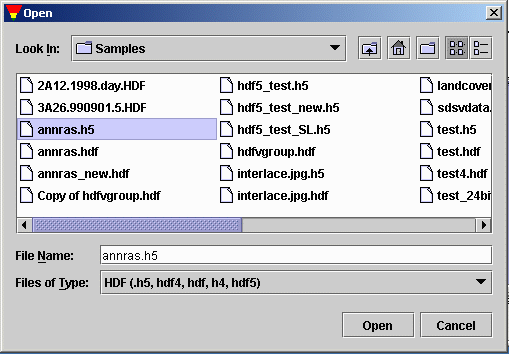 Open
Look In: Samples
2A12.1998.day.HDF
3A26.990901.5.HDF
annras.h5
annras.hdf
annras_new.hdf
Copy of hdfvgroup.hdf
hdf5_test.h5
hdf5_test_new.h5
hdf5_test_SL.h5
hdfvgroup.hdf
interlace.jpg.h5
interlace.jpg.hdf
landcover
sdsvdata.
test.h5
test.hdf
test4.hdf
test_24bi
File Name: annras.h5
Files of Type: HDF (.h5, hdf4, hdf, h4, hdf5)
Open Cancel